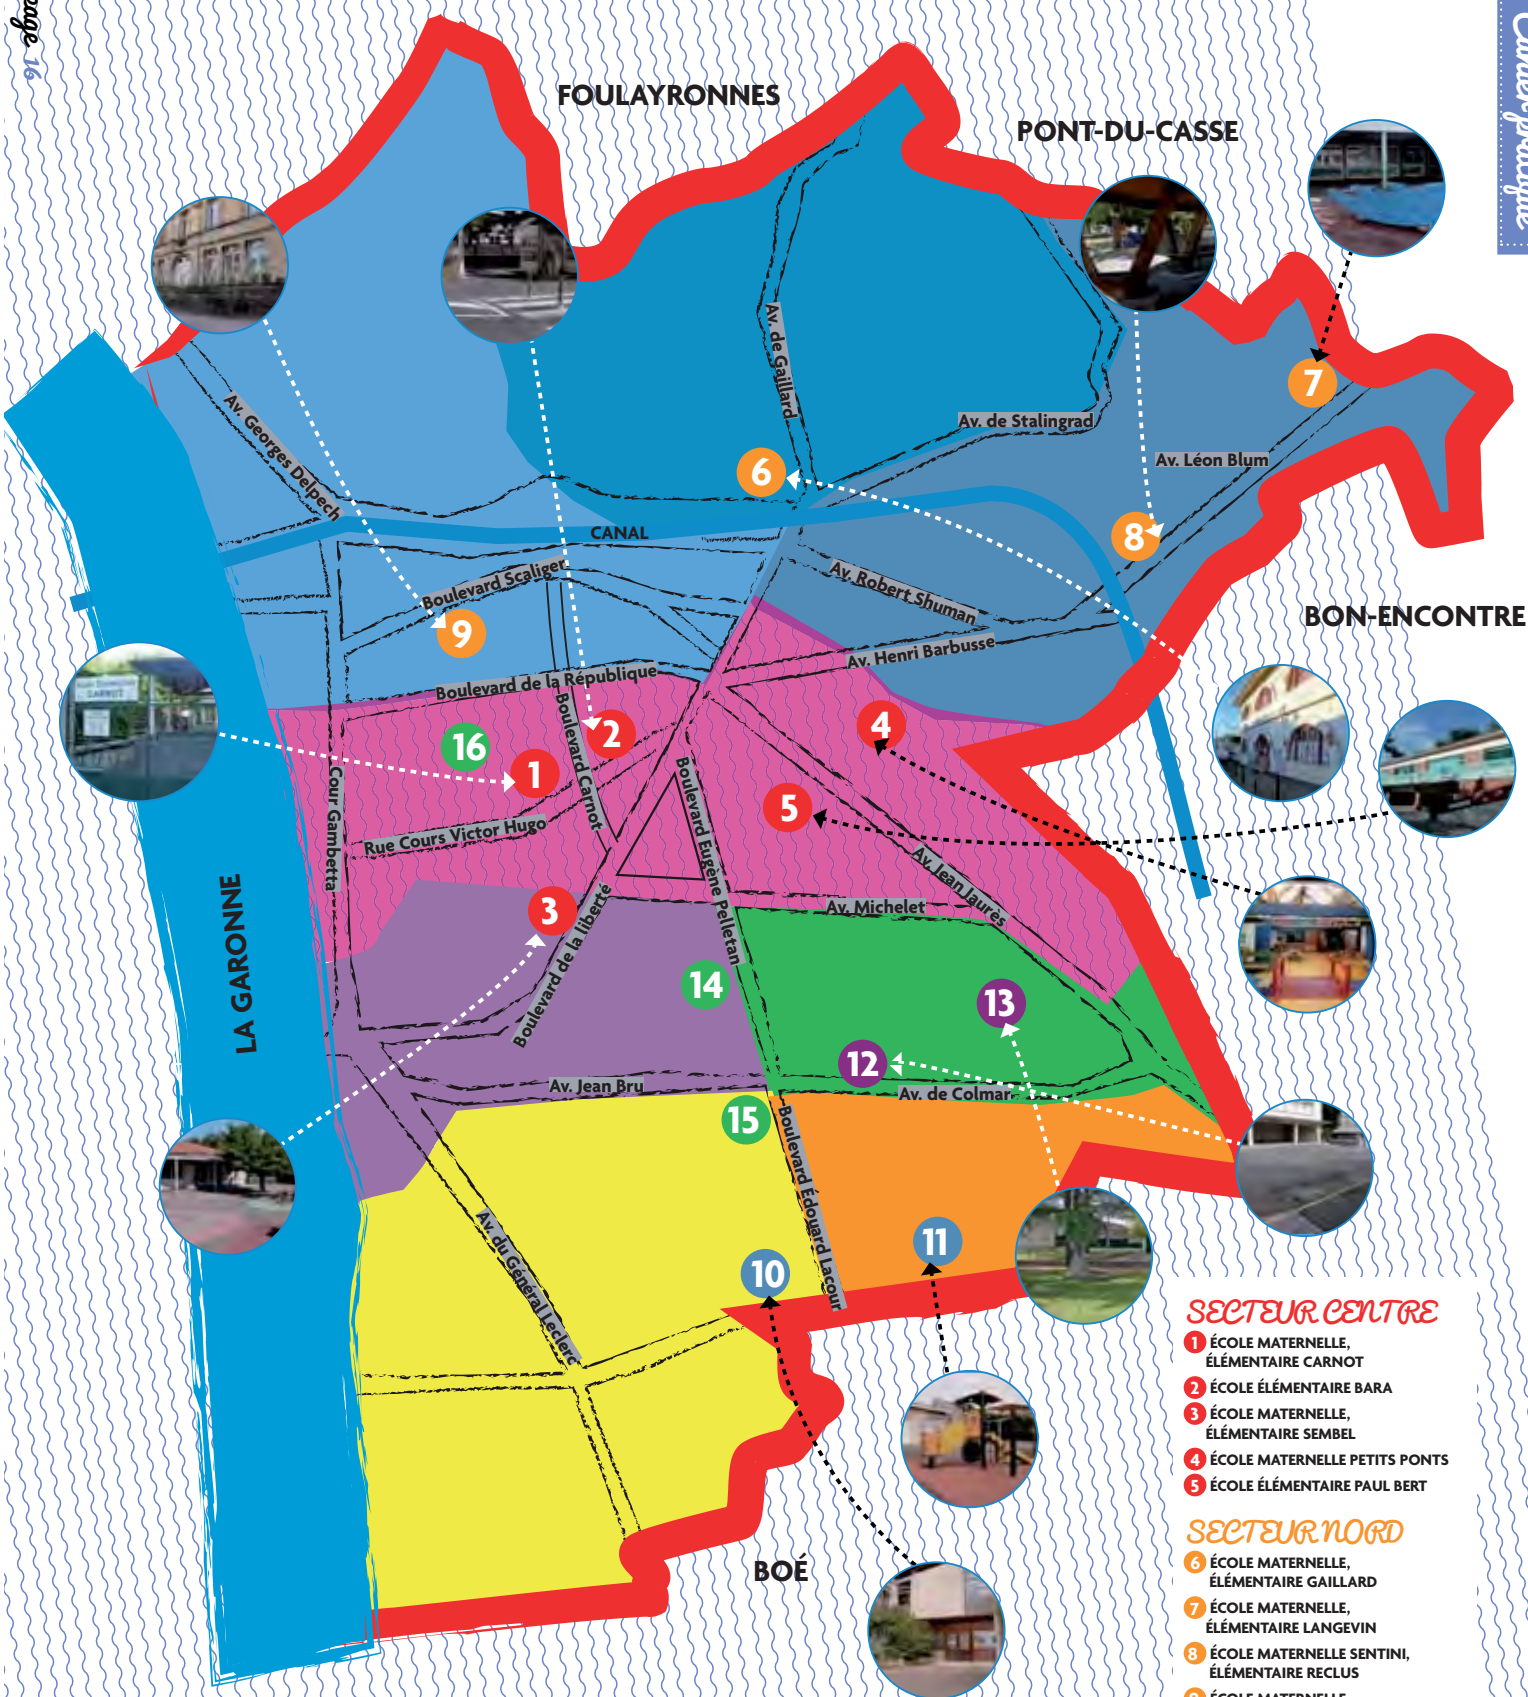 page 16
Cahier pratique
FOULAYRONNES
PONT-DU-CASSE
7
Av. de Gaillard
Av. Georges Delpech
Av. de Stalingrad
6
Av. Léon Blum
CANAL
8
Boulevard Scaliger
Av. Robert Shuman
9
BON-ENCONTRE
Av. Henri Barbusse
Boulevard de la République
CARNOT
16
2
4
1
Boulevard Carnot
5
Cour Gambetta
Rue Cours Victor Hugo
Boulevard Eugène Pelletan
Av. Jean Jaurès
3
Av. Michelet
LA GARONNE
Boulevard de la liberté
14
13
12
Av. Jean Bru
Av. de Colmar
15
Boulevard Édouard Lacour
Av. du Général Leclerc
11
10
BOÉ
SECTEUR CENTRE
1 ÉCOLE MATERNELLE,
ÉLÉMENTAIRE CARNOT
2 ÉCOLE ÉLÉMENTAIRE BARA
3 ÉCOLE MATERNELLE,
ÉLÉMENTAIRE SEMBEL
4 ÉCOLE MATERNELLE PETITS PONTS
5 ÉCOLE ÉLÉMENTAIRE PAUL BERT
SECTEUR NORD
6 ÉCOLE MATERNELLE,
ÉLÉMENTAIRE GAILLARD
7 ÉCOLE MATERNELLE,
ÉLÉMENTAIRE LANGEVIN
8 ÉCOLE MATERNELLE SENTINI,
ÉLÉMENTAIRE RECLUS
9 ÉCOLE MATERNELLE